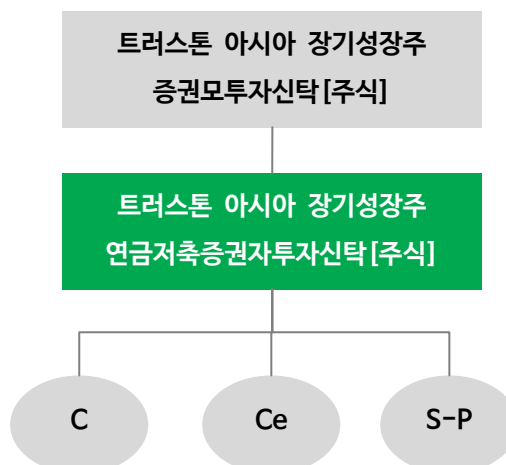 트러스톤 아시아 장기성장주
증권모투자신탁[주식]
트러스톤 아시아 장기성장주
연금저축증권자투자신탁[주식]
C
Ce
S-P